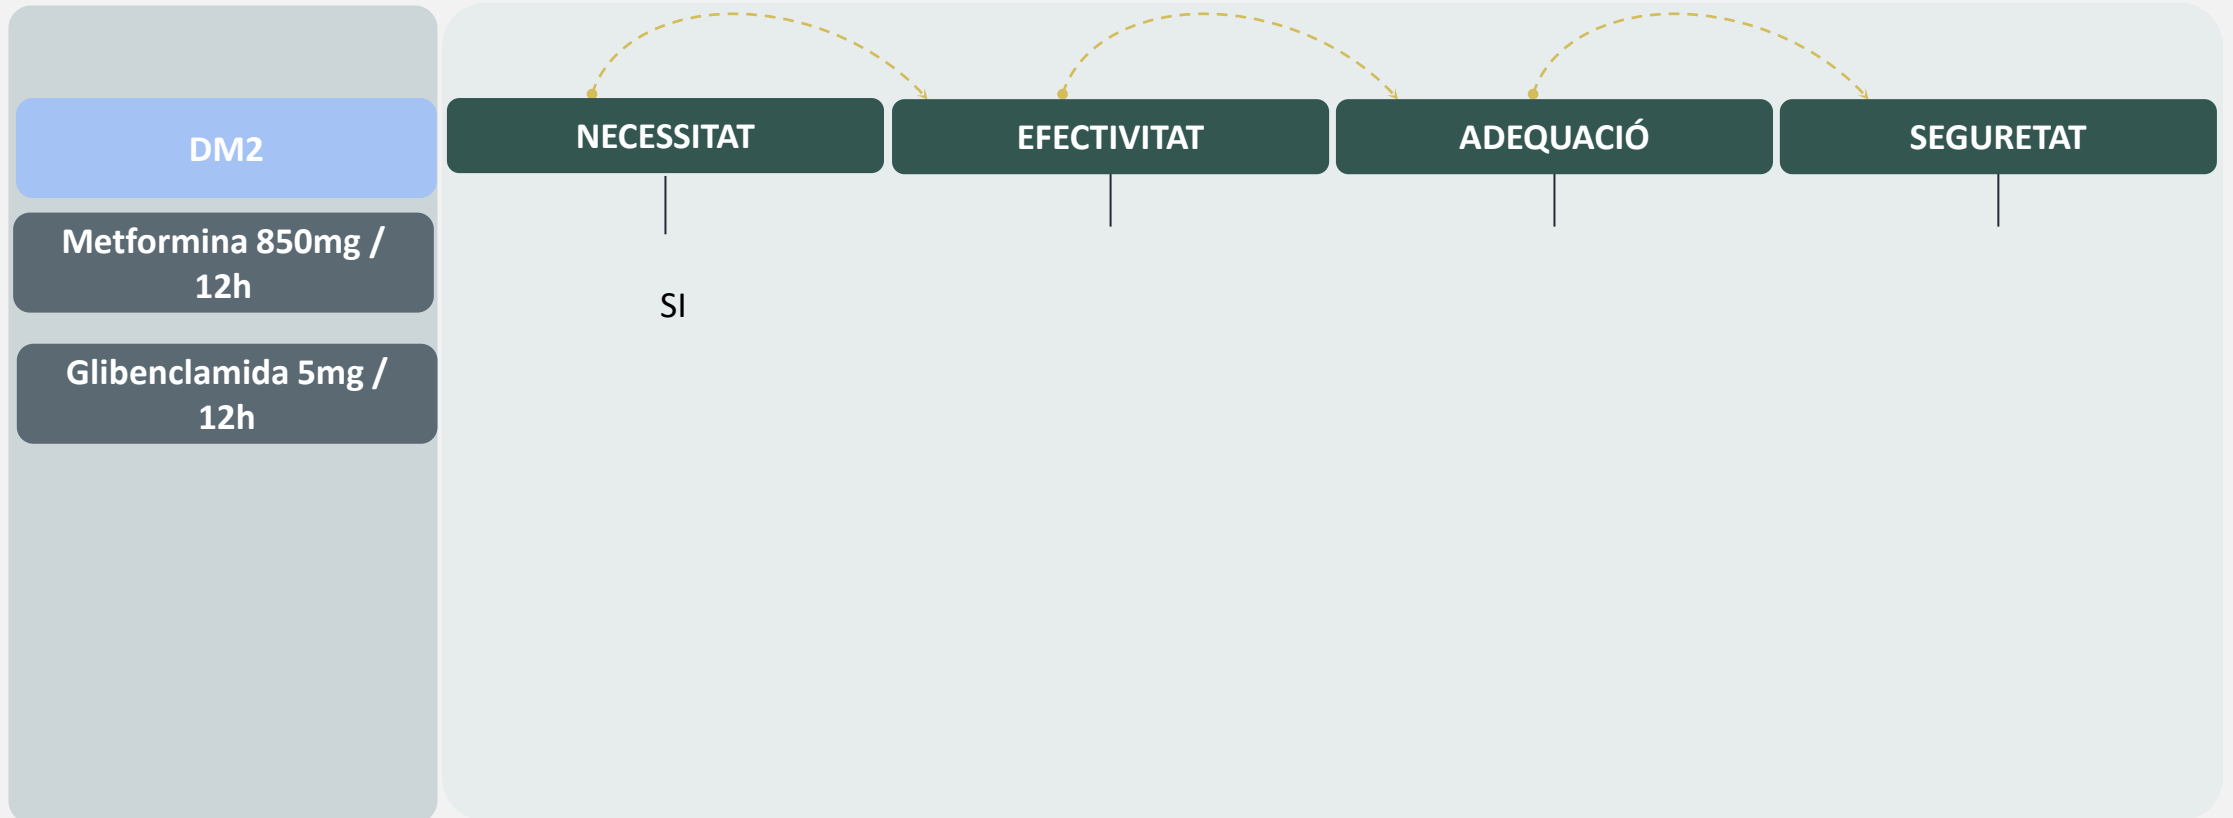 DM2
NECESSITAT
EFECTIVITAT
ADEQUACIÓ
SEGURETAT
Metformina 850mg /
12h
SI
Glibenclamida 5mg /
12h